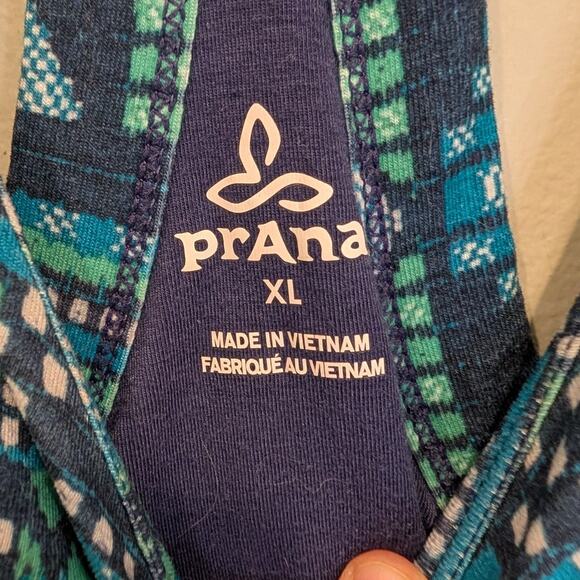 prAna
XL
MADE IN VIETNAM
FABRIQUÉ AU VIETNAM